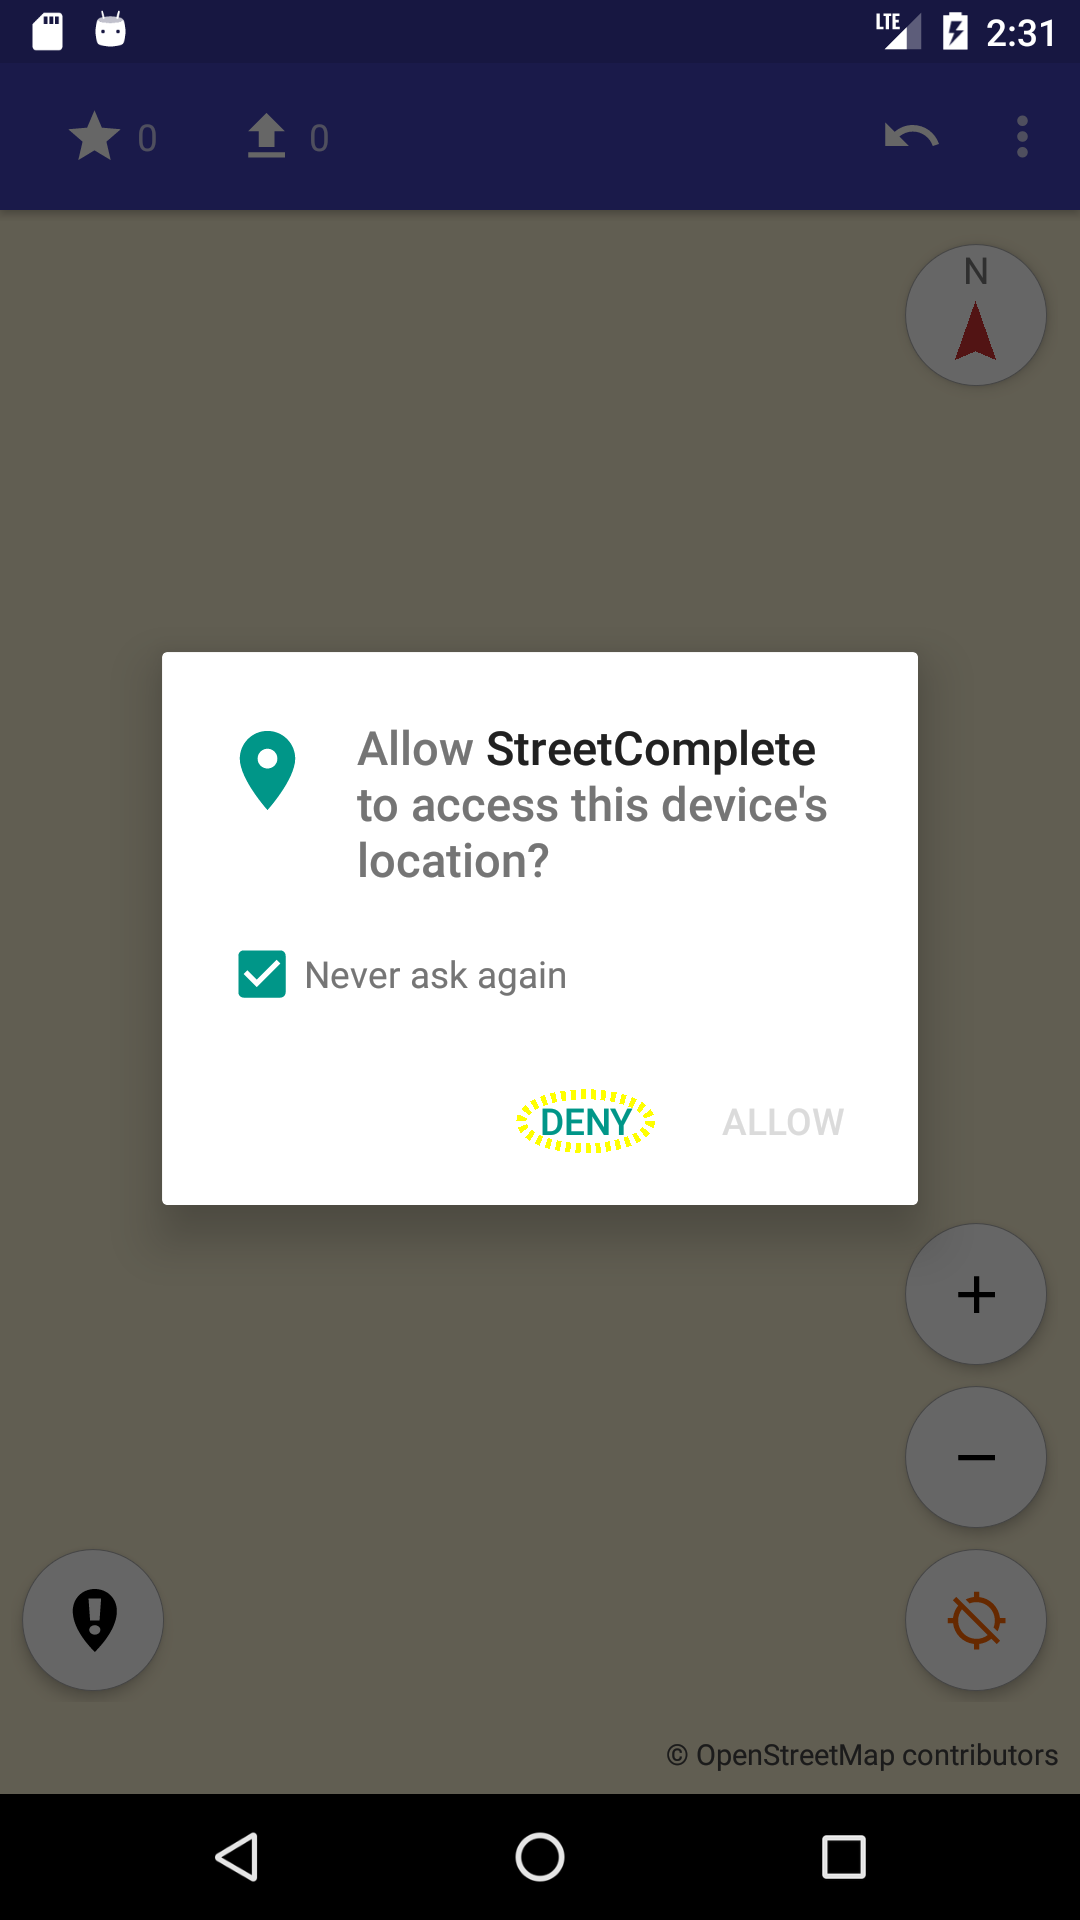 LTE 2:31
0 0
N
Allow StreetComplete
to access this device's
location?
Never ask again
DENY ALLOW
© OpenStreetMap contributors